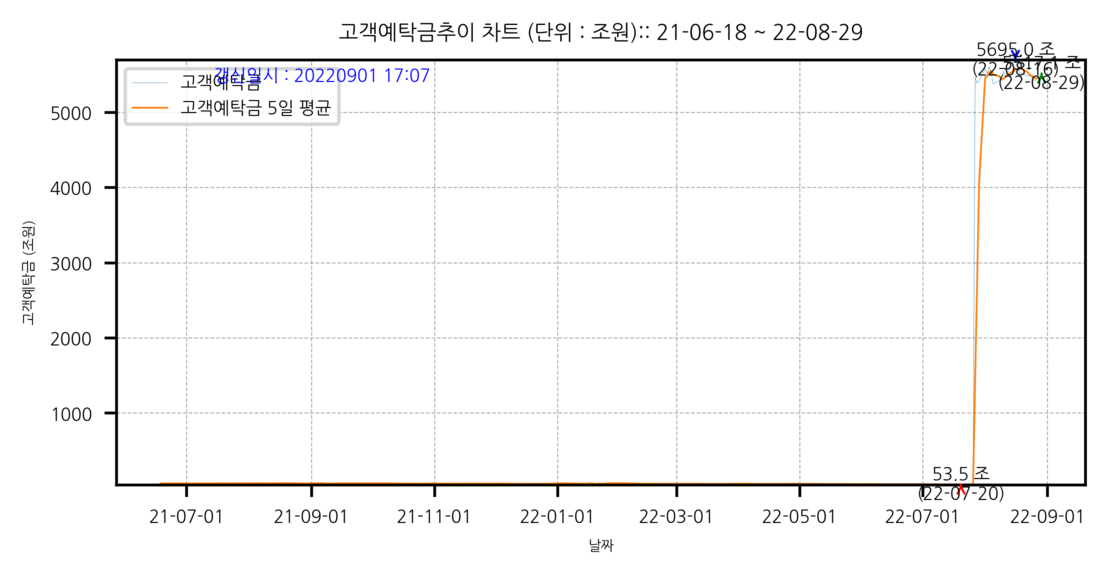 고객예탁금추이 차트 (단위 : 조원):: 21-06-18 ~ 22-08-29
5695.0 조
(22-08-16)
(22-08-29)
갱신일시 : 20220901 17:07
고객예탁금
고객예탁금 5일 평균
고객예탁금 (조원)
5000
4000
3000
2000
1000
53.5 조
(22-07-20)
21-07-01
21-09-01
21-11-01
22-01-01
22-03-01
22-05-01
22-07-01
22-09-01
날짜